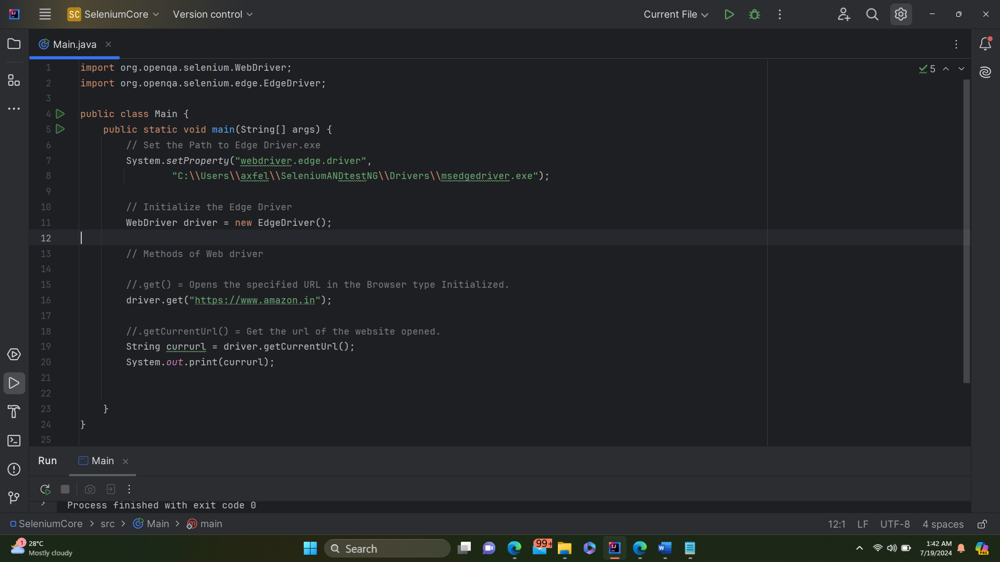 SC SeleniumCore Version control Current File
Main.java
5
1 import org.openqa.selenium.WebDriver;
2 import org.openqa.selenium.edge.EdgeDriver;
3
4 public class Main {
5 public static void main(String[] args) {
6 // Set the Path to Edge Driver.exe
7 System.setProperty("webdriver.edge.driver",
8 "C:\\Users\\axfel\\SeleniumANDtestNG\\Drivers\\msedgedriver.exe");
9
10 // Initialize the Edge Driver
11 WebDriver driver = new EdgeDriver();
12
13 // Methods of Web driver
14
15 //.get() = Opens the specified URL in the Browser type Initialized.
16 driver.get("https://www.amazon.in");
17
18 //.getCurrentUrl() = Get the url of the website opened.
19 String currurl = driver.getCurrentUrl();
20 System.out.print(currurl);
21
22
23 }
24 }
25
Run Main
Process finished with exit code 0
SeleniumCore > src > Main > main 12:1 LF UTF-8 4 spaces
1 28°C
Mostly cloudy
Search
99+
1:42 AM
7/19/2024
PRE